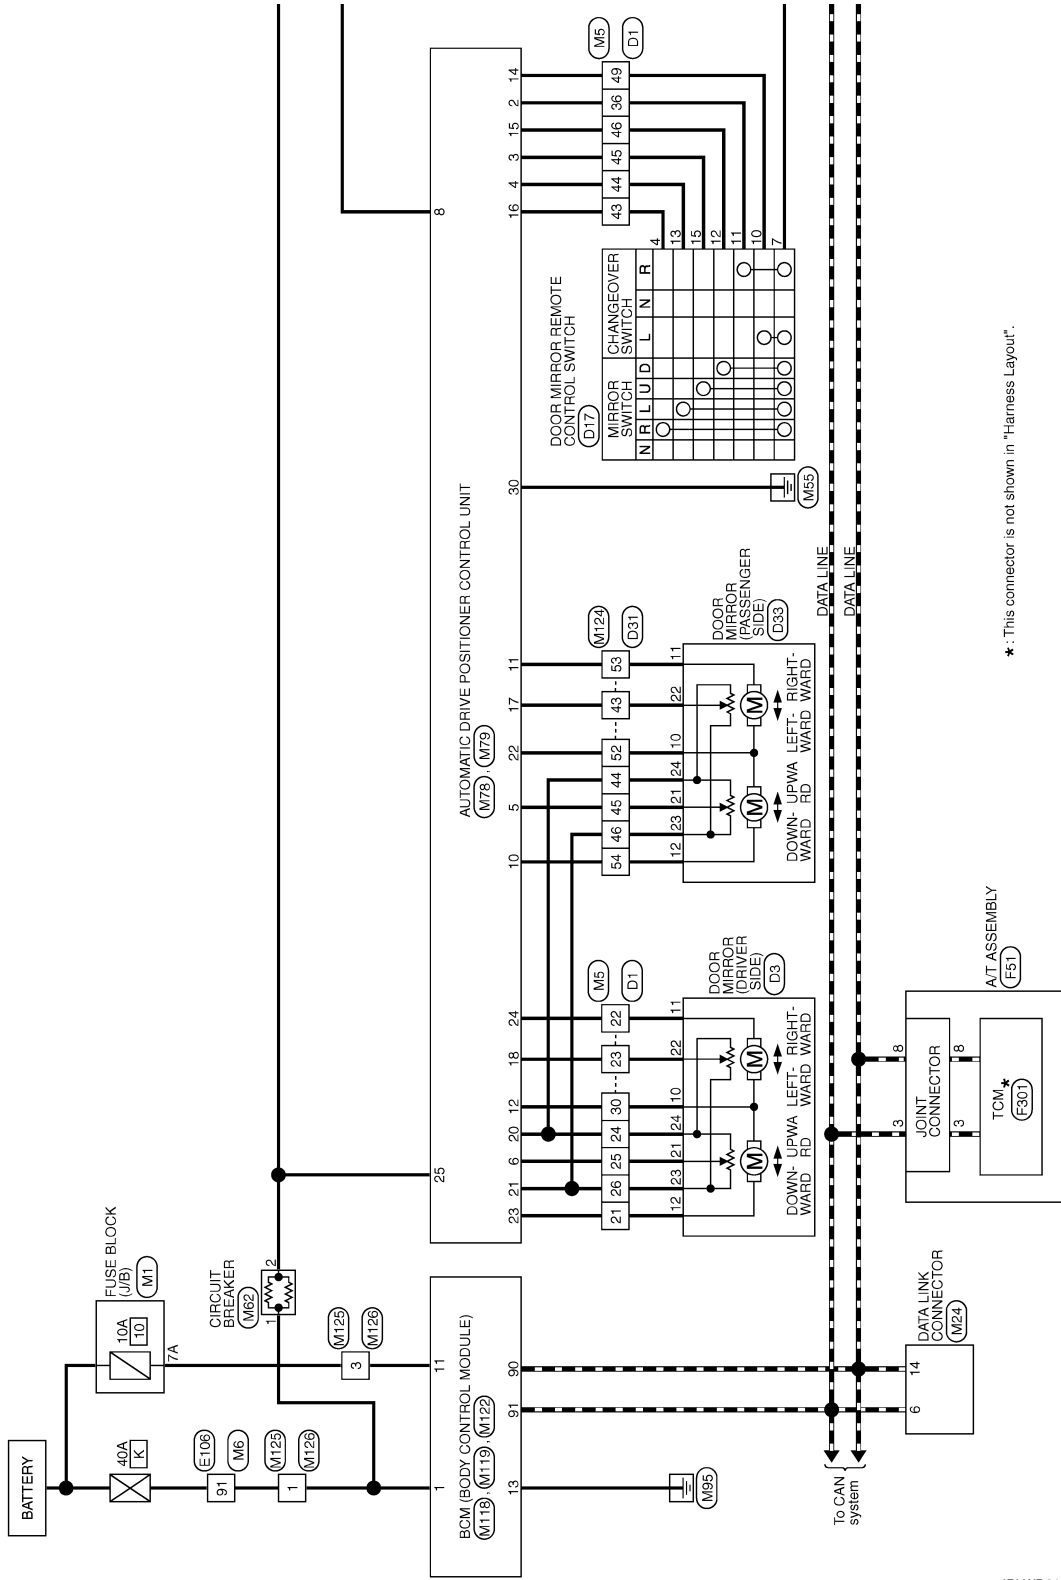 BATTERY
40A
K
E106
91
M6
M125
1
M126
FUSE BLOCK
(J/B)
M1
10A
10
7A
CIRCUIT
BREAKER
M62
1
2
M125
3
M126
1
11
BCM (BODY CONTROL MODULE)
M118 , M119 , M122
13
91
90
M95
To CAN
system
DATA LINK
CONNECTOR
M24
6
14
25
8
AUTOMATIC DRIVE POSITIONER CONTROL UNIT
M78 , M79
23
21
6
20
12
18
24
10
5
22
17
11
30
16
4
3
15
2
14
M5
D1
21
26
25
24
30
23
22
12
23
21
24
10
22
11
DOOR
MIRROR
(DRIVER
SIDE)
D3
M
M
DOWN-
WARD
UPWA
RD
LEFT-
WARD
RIGHT-
WARD
M124
D31
54
46
45
44
52
43
53
12
23
21
24
10
22
11
DOOR
MIRROR
(PASSENGER
SIDE)
D33
M
M
DOWN-
WARD
UPWA
RD
LEFT-
WARD
RIGHT-
WARD
M55
DOOR MIRROR REMOTE
CONTROL SWITCH
D17
MIRROR
SWITCH
CHANGEOVER
SWITCH
N R L U D L N R
4
13
15
12
11
10
7
M5
D1
43
44
45
46
36
49
DATA LINE
DATA LINE
A/T ASSEMBLY
F51
3
8
JOINT
CONNECTOR
3
8
TCM*
F301
* : This connector is not shown in "Harness Layout".